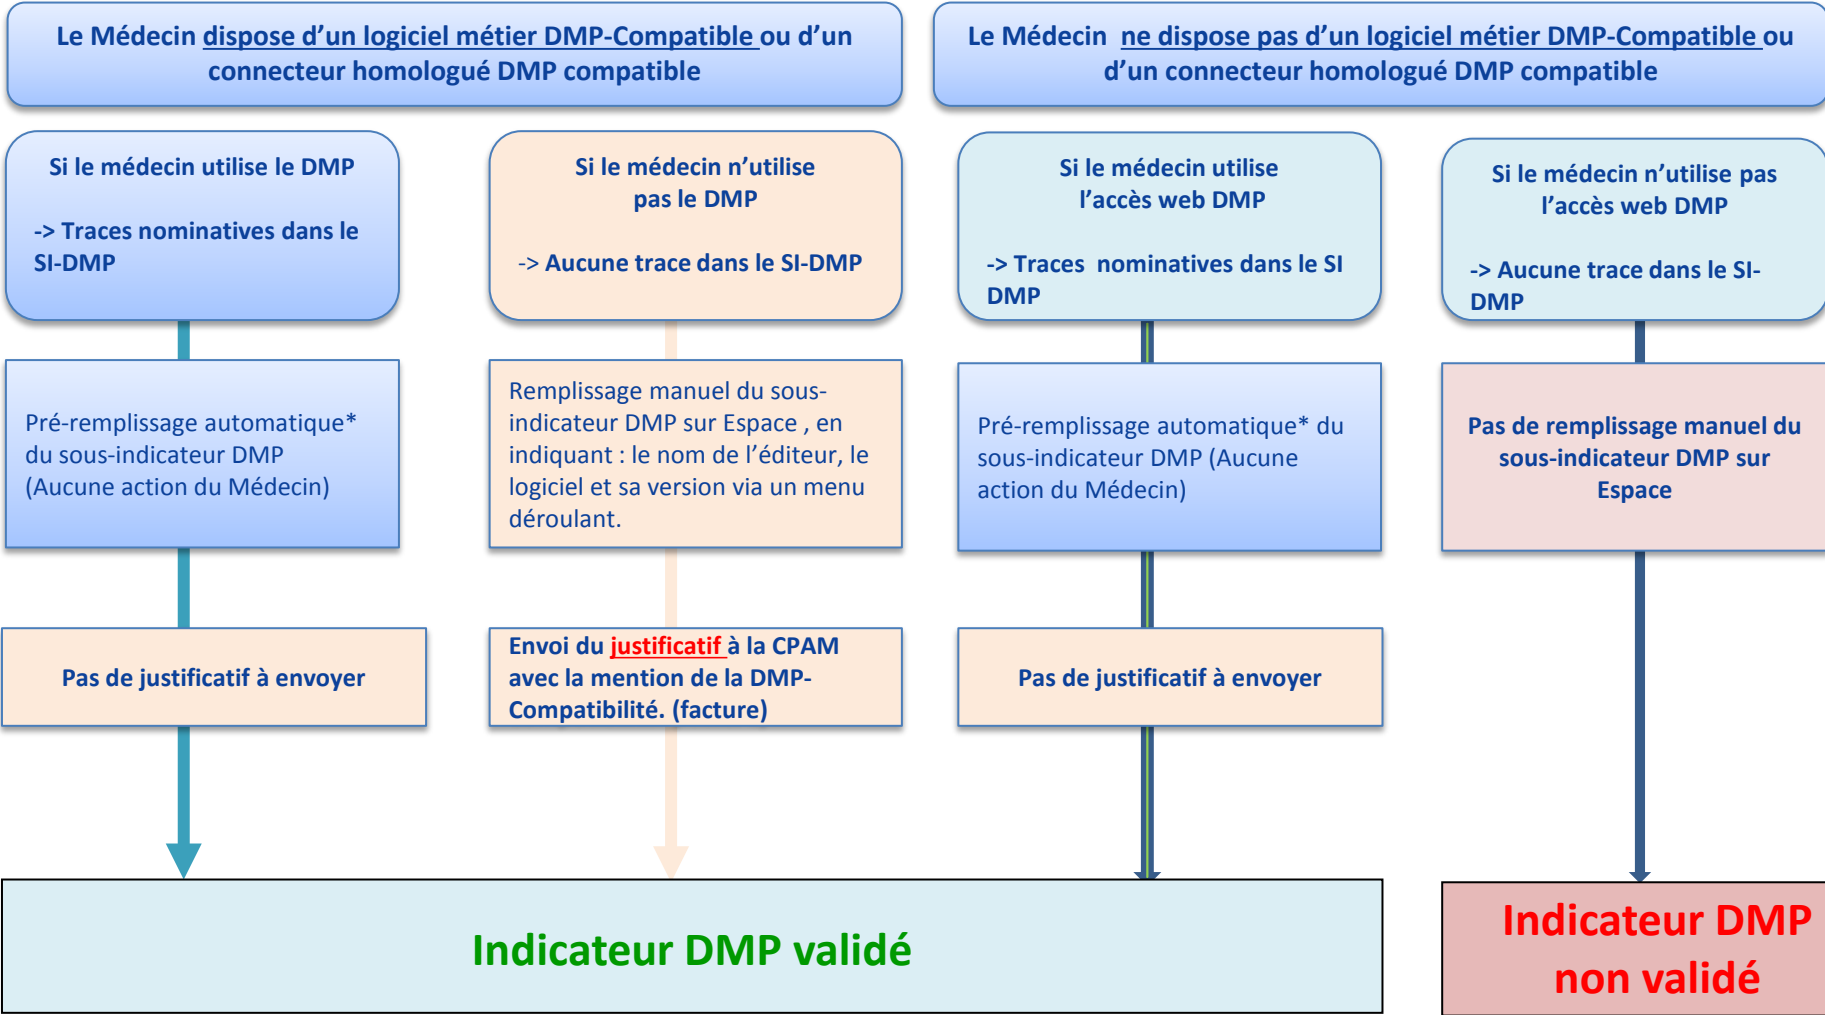 Le Médecin dispose d’un logiciel métier DMP-Compatible ou d’un
connecteur homologué DMP compatible
Le Médecin ne dispose pas d’un logiciel métier DMP-Compatible ou
d’un connecteur homologué DMP compatible
Si le médecin utilise le DMP
-> Traces nominatives dans le
SI-DMP
Si le médecin n’utilise
pas le DMP
-> Aucune trace dans le SI-DMP
Si le médecin utilise
l’accès web DMP
-> Traces nominatives dans le SI
DMP
Si le médecin n’utilise pas
l’accès web DMP
-> Aucune trace dans le SI-
DMP
Pré-remplissage automatique*
du sous-indicateur DMP
(Aucune action du Médecin)
Remplissage manuel du sous-
indicateur DMP sur Espace , en
indiquant : le nom de l’éditeur, le
logiciel et sa version via un menu
déroulant.
Pré-remplissage automatique* du
sous-indicateur DMP (Aucune
action du Médecin)
Pas de remplissage manuel du
sous-indicateur DMP sur
Espace
Pas de justificatif à envoyer
Envoi du justificatif à la CPAM
avec la mention de la DMP-
Compatibilité. (facture)
Pas de justificatif à envoyer
Indicateur DMP validé
Indicateur DMP
non validé